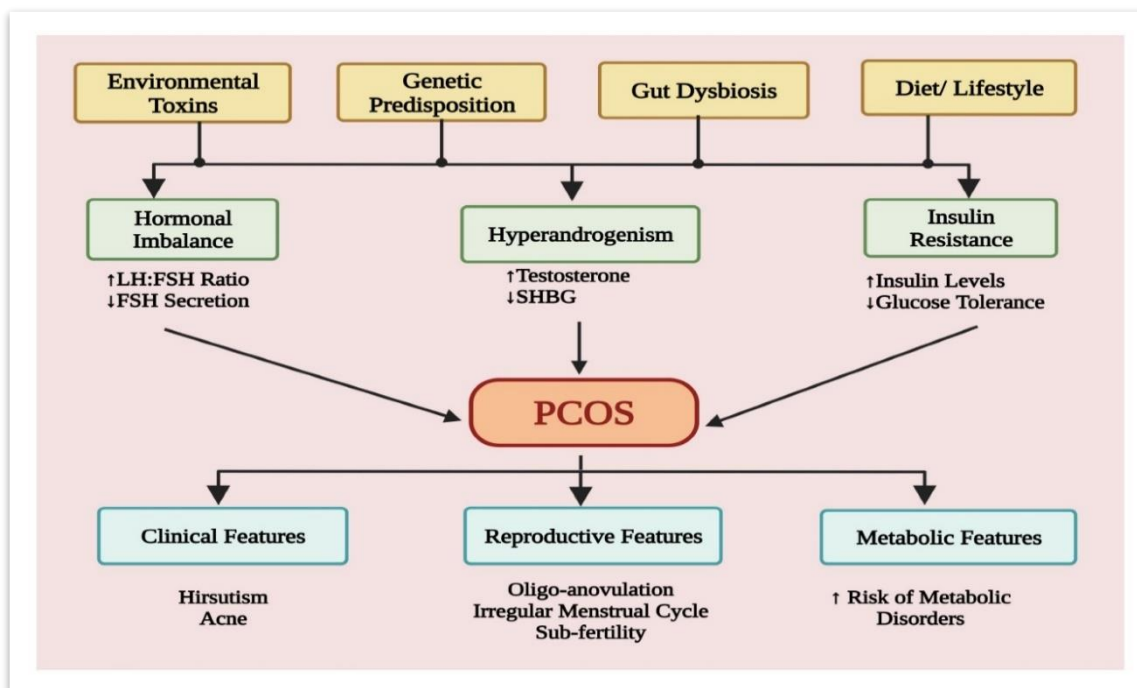 Environmental
Toxins
Genetic
Predisposition
Gut Dysbiosis
Diet/ Lifestyle
Hormonal
Imbalance
↑LH:FSH Ratio
↓FSH Secretion
Hyperandrogenism
↑Testosterone
↓SHBG
Insulin
Resistance
↑Insulin Levels
↓Glucose Tolerance
PCOS
Clinical Features
Hirsutism
Acne
Reproductive Features
Oligo-anovulation
Irregular Menstrual Cycle
Sub-fertility
Metabolic Features
↑ Risk of Metabolic
Disorders